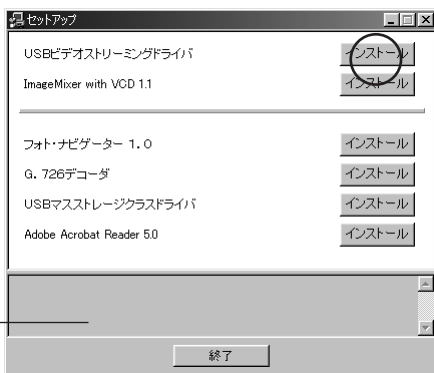 セットアップ
USBビデオストリーミングドライバ インストール
ImageMixer with VCD 1.1 インストール
フォト・ナビゲーター 1.0 インストール
G. 726デコーダ インストール
USBマスストレージクラスドライバ インストール
Adobe Acrobat Reader 5.0 インストール
終了